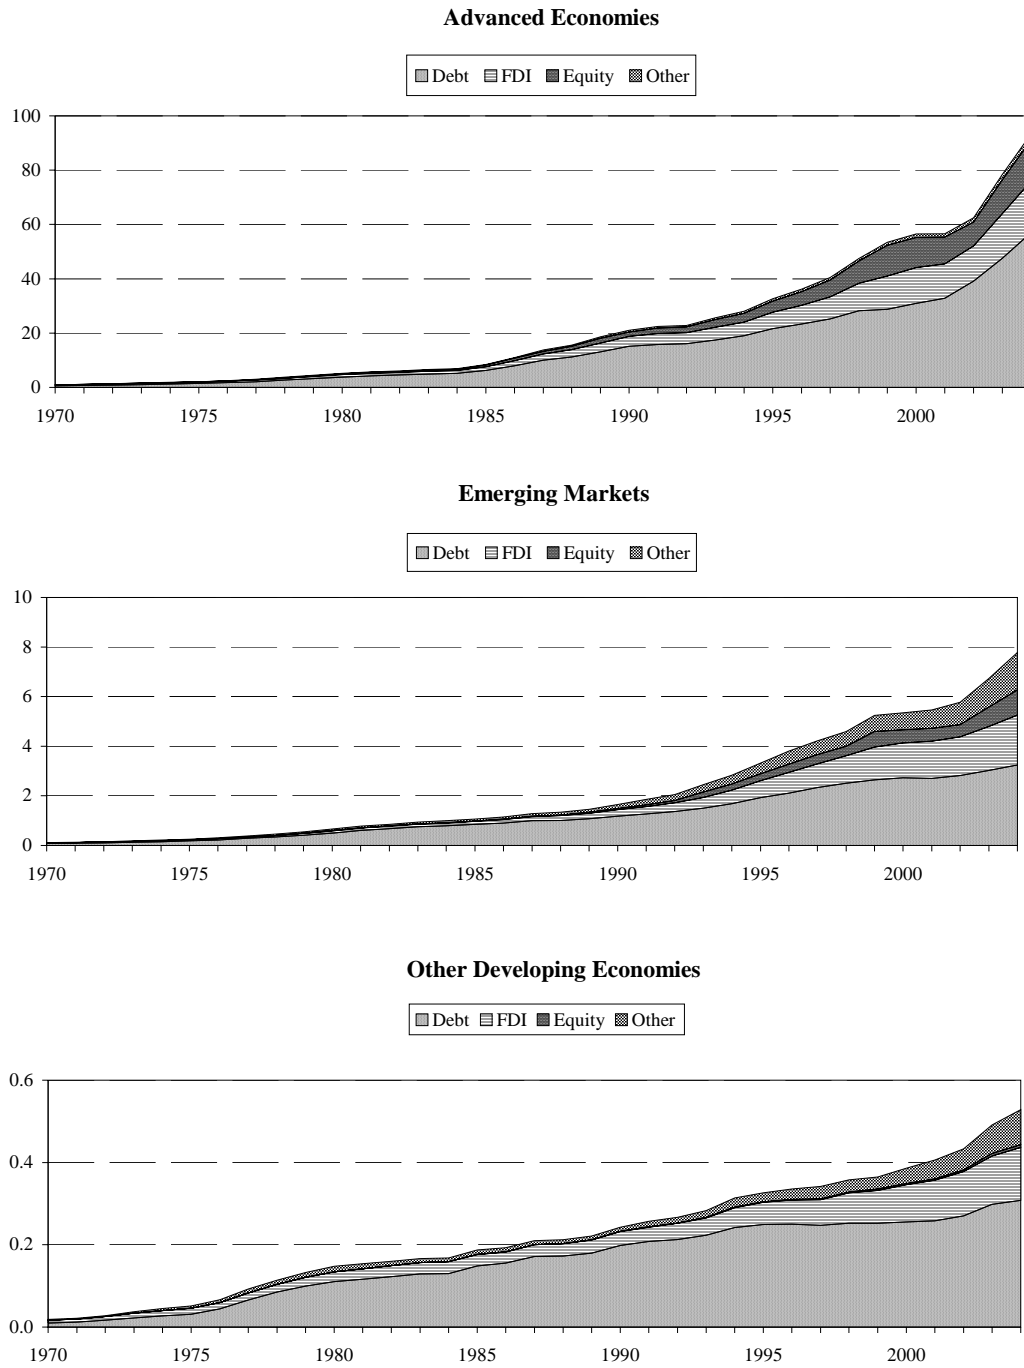 Advanced Economies
Debt FDI Equity Other
100
80
60
40
20
0
1970 1975 1980 1985 1990 1995 2000
Emerging Markets
Debt FDI Equity Other
10
8
6
4
2
0
1970 1975 1980 1985 1990 1995 2000
Other Developing Economies
Debt FDI Equity Other
0.6
0.4
0.2
0.0
1970 1975 1980 1985 1990 1995 2000